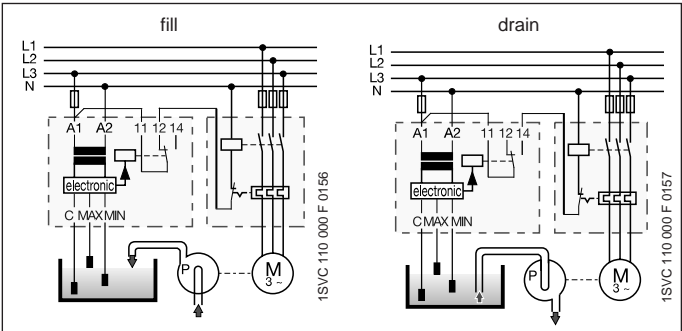 fill
L1
L2
L3
N
A1 A2 11 12 14
electronic
C MAX MIN
P
M
3 ~
1SVC 110 000 F 0156
drain
L1
L2
L3
N
A1 A2 11 12 14
electronic
C MAX MIN
P
M
3 ~
1SVC 110 000 F 0157